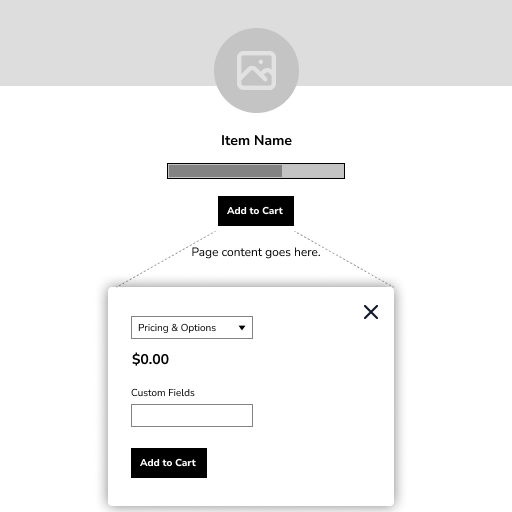 Item Name
Add to Cart
Page content goes here.
Pricing & Options
$0.00
Custom Fields
Add to Cart